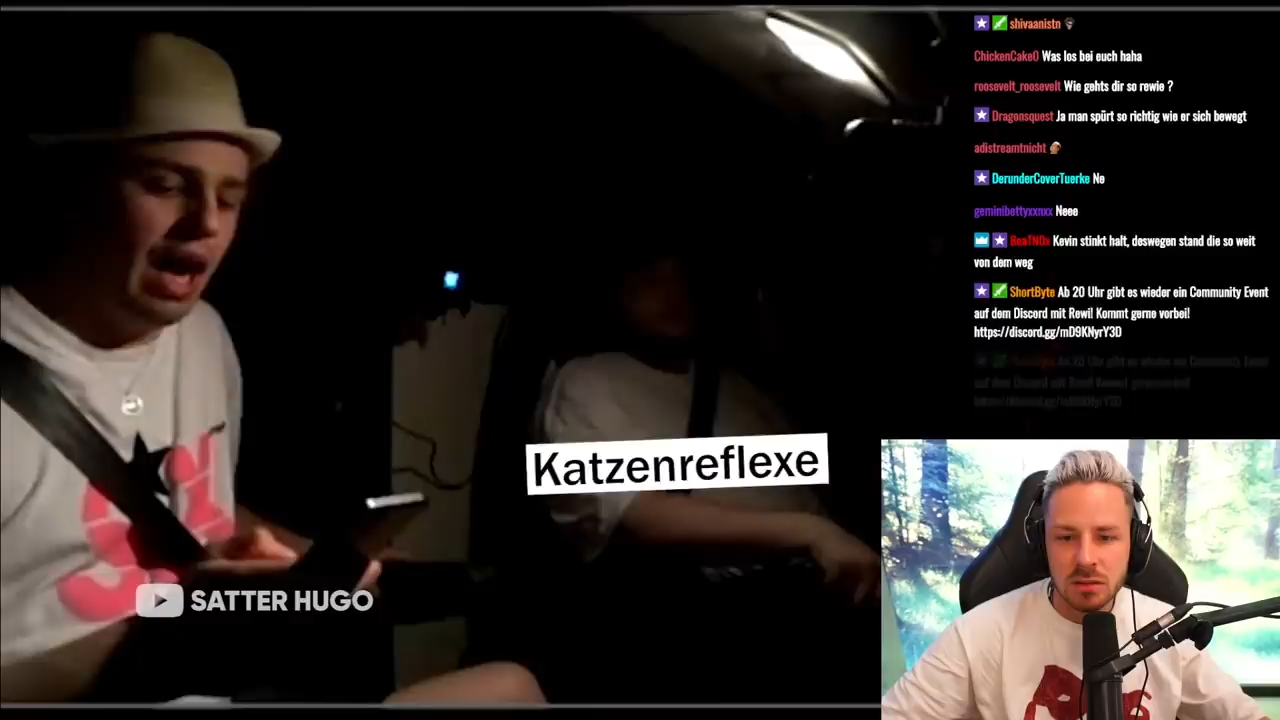 shivaanistn
ChickenCake0 Was los bei euch haha
roosevelt_roosevelt Wie gehts dir so rewie ?
Dragonsquest Ja man spürt so richtig wie er sich bewegt
adistreamtnicht
DerunderCoverTuerke Ne
geminibettyxxnxx Neee
BeaTNDx Kevin stinkt halt, deswegen stand die so weit
von dem weg
ShortByte Ab 20 Uhr gibt es wieder ein Community Event
auf dem Discord mit Rewi! Kommt gerne vorbei!
https://discord.gg/mD9KNyrY3D
Katzenreflexe
SATTER HUGO